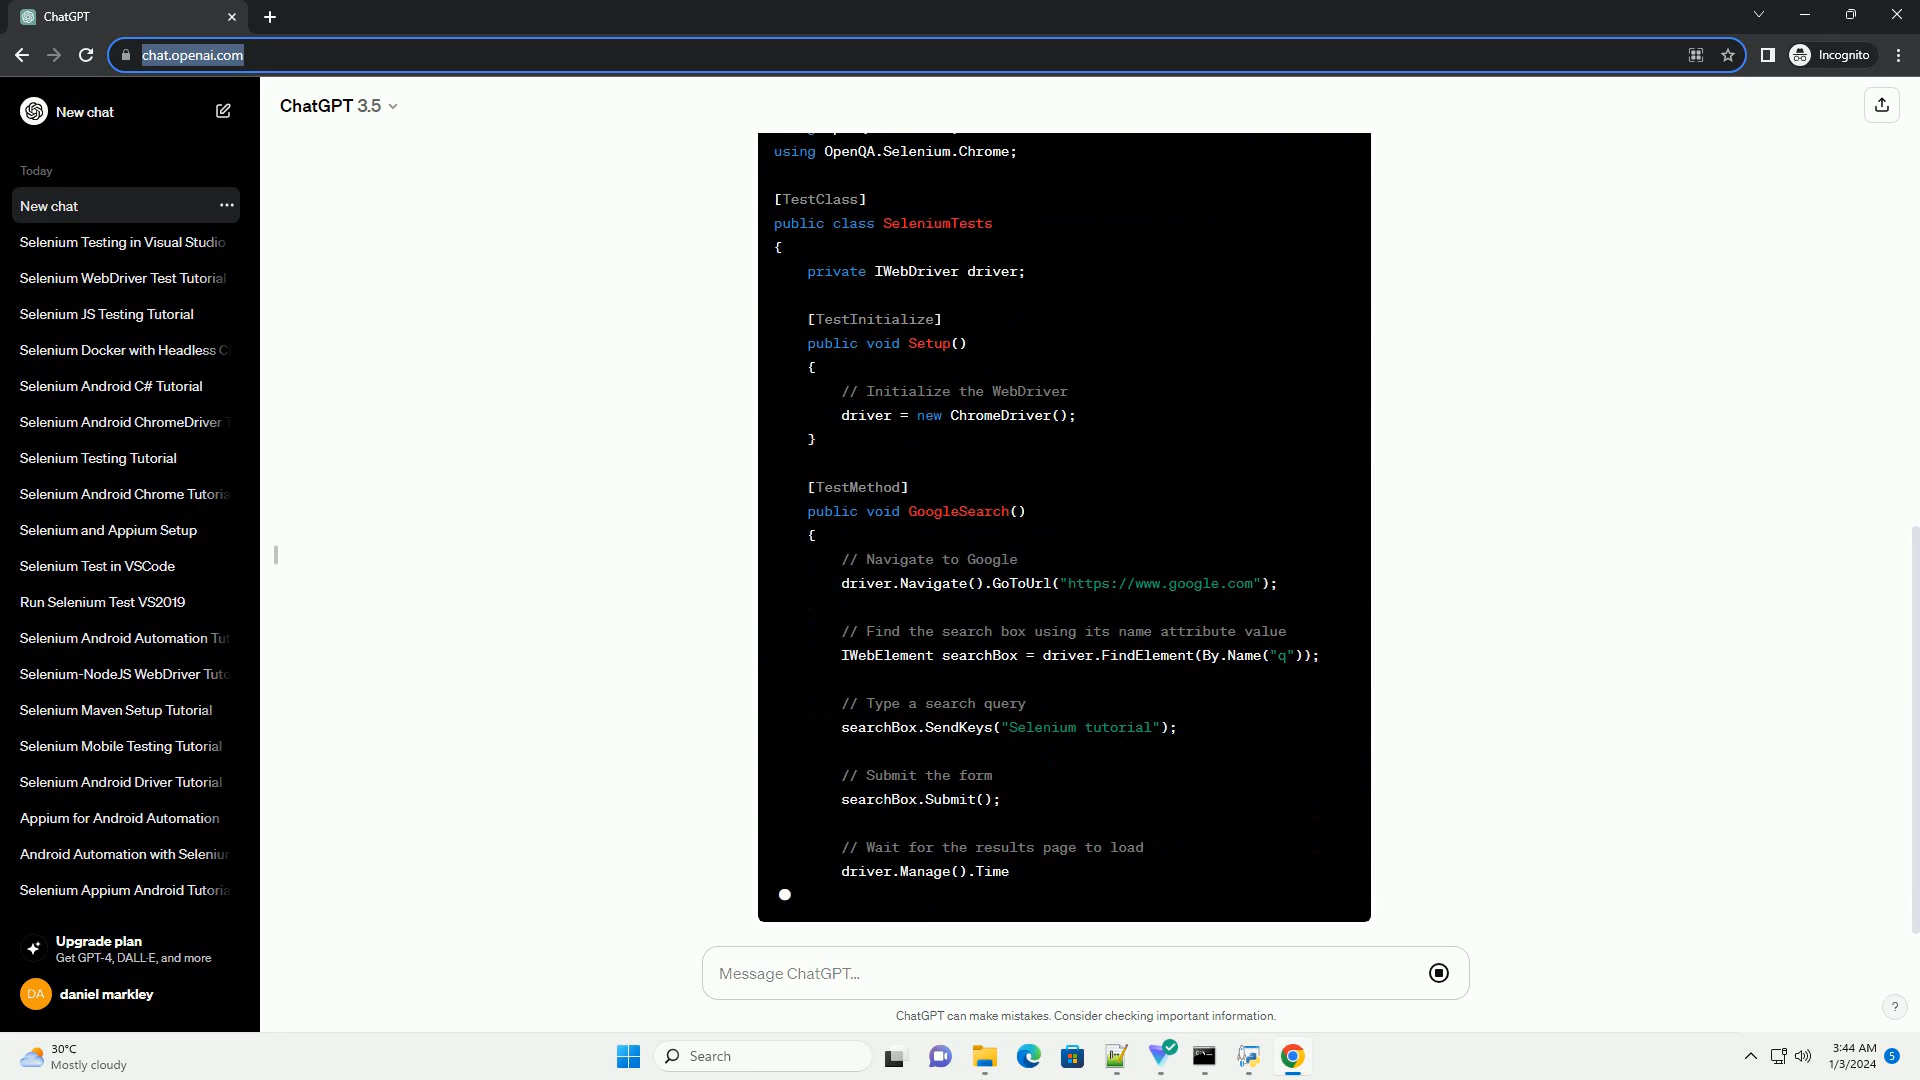 ChatGPT
chat.openai.com
Incognito
New chat
ChatGPT 3.5
Today
New chat
Selenium Testing in Visual Studio
Selenium WebDriver Test Tutorial
Selenium JS Testing Tutorial
Selenium Docker with Headless C
Selenium Android C# Tutorial
Selenium Android ChromeDriver T
Selenium Testing Tutorial
Selenium Android Chrome Tutoria
Selenium and Appium Setup
Selenium Test in VSCode
Run Selenium Test VS2019
Selenium Android Automation Tut
Selenium-NodeJS WebDriver Tuto
Selenium Maven Setup Tutorial
Selenium Mobile Testing Tutorial
Selenium Android Driver Tutorial
Appium for Android Automation
Android Automation with Seleniu
Selenium Appium Android Tutoria
Upgrade plan
Get GPT-4, DALL·E, and more
DA
daniel markley
using OpenQA.Selenium.Chrome;
[TestClass]
public class SeleniumTests
{
private IWebDriver driver;
[TestInitialize]
public void Setup()
{
// Initialize the WebDriver
driver = new ChromeDriver();
}
[TestMethod]
public void GoogleSearch()
{
// Navigate to Google
driver.Navigate().GoToUrl("https://www.google.com");
// Find the search box using its name attribute value
IWebElement searchBox = driver.FindElement(By.Name("q"));
// Type a search query
searchBox.SendKeys("Selenium tutorial");
// Submit the form
searchBox.Submit();
// Wait for the results page to load
driver.Manage().Time
Message ChatGPT...
ChatGPT can make mistakes. Consider checking important information.
?
30°C
Mostly cloudy
Search
3:44 AM
1/3/2024
5